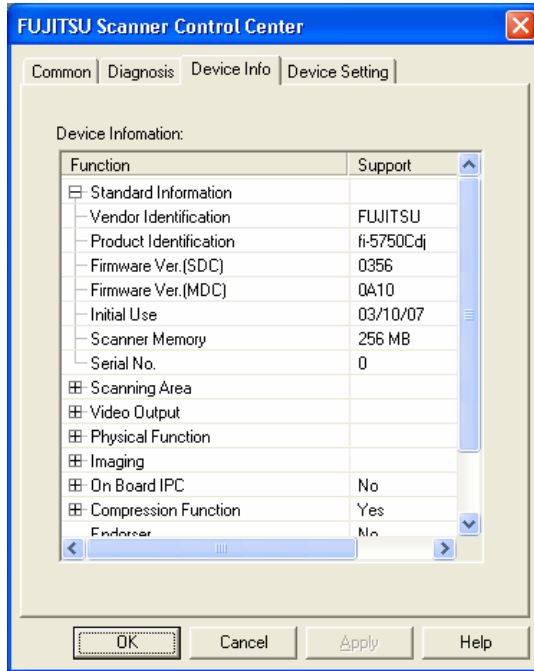 FUJITSU Scanner Control Center
Common Diagnosis Device Info Device Setting
Device Infomation:
Function Support
Standard Information
Vendor Identification FUJITSU
Product Identification fi-5750Cdj
Firmware Ver.(SDC) 0356
Firmware Ver.(MDC) 0A10
Initial Use 03/10/07
Scanner Memory 256 MB
Serial No. 0
Scanning Area
Video Output
Physical Function
Imaging
On Board IPC No
Compression Function Yes
Endorser No
OK Cancel Apply Help